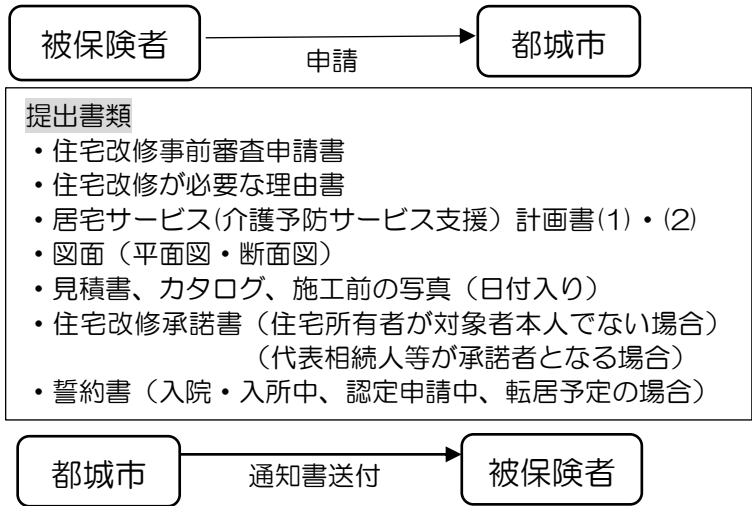 被保険者 申請 都城市
提出書類
・住宅改修事前審査申請書
・住宅改修が必要な理由書
・居宅サービス(介護予防サービス支援）計画書(1)・(2)
・図面（平面図・断面図）
・見積書、カタログ、施工前の写真（日付入り）
・住宅改修承諾書（住宅所有者が対象者本人でない場合）
（代表相続人等が承諾者となる場合）
・誓約書（入院・入所中、認定申請中、転居予定の場合）
都城市 通知書送付 被保険者